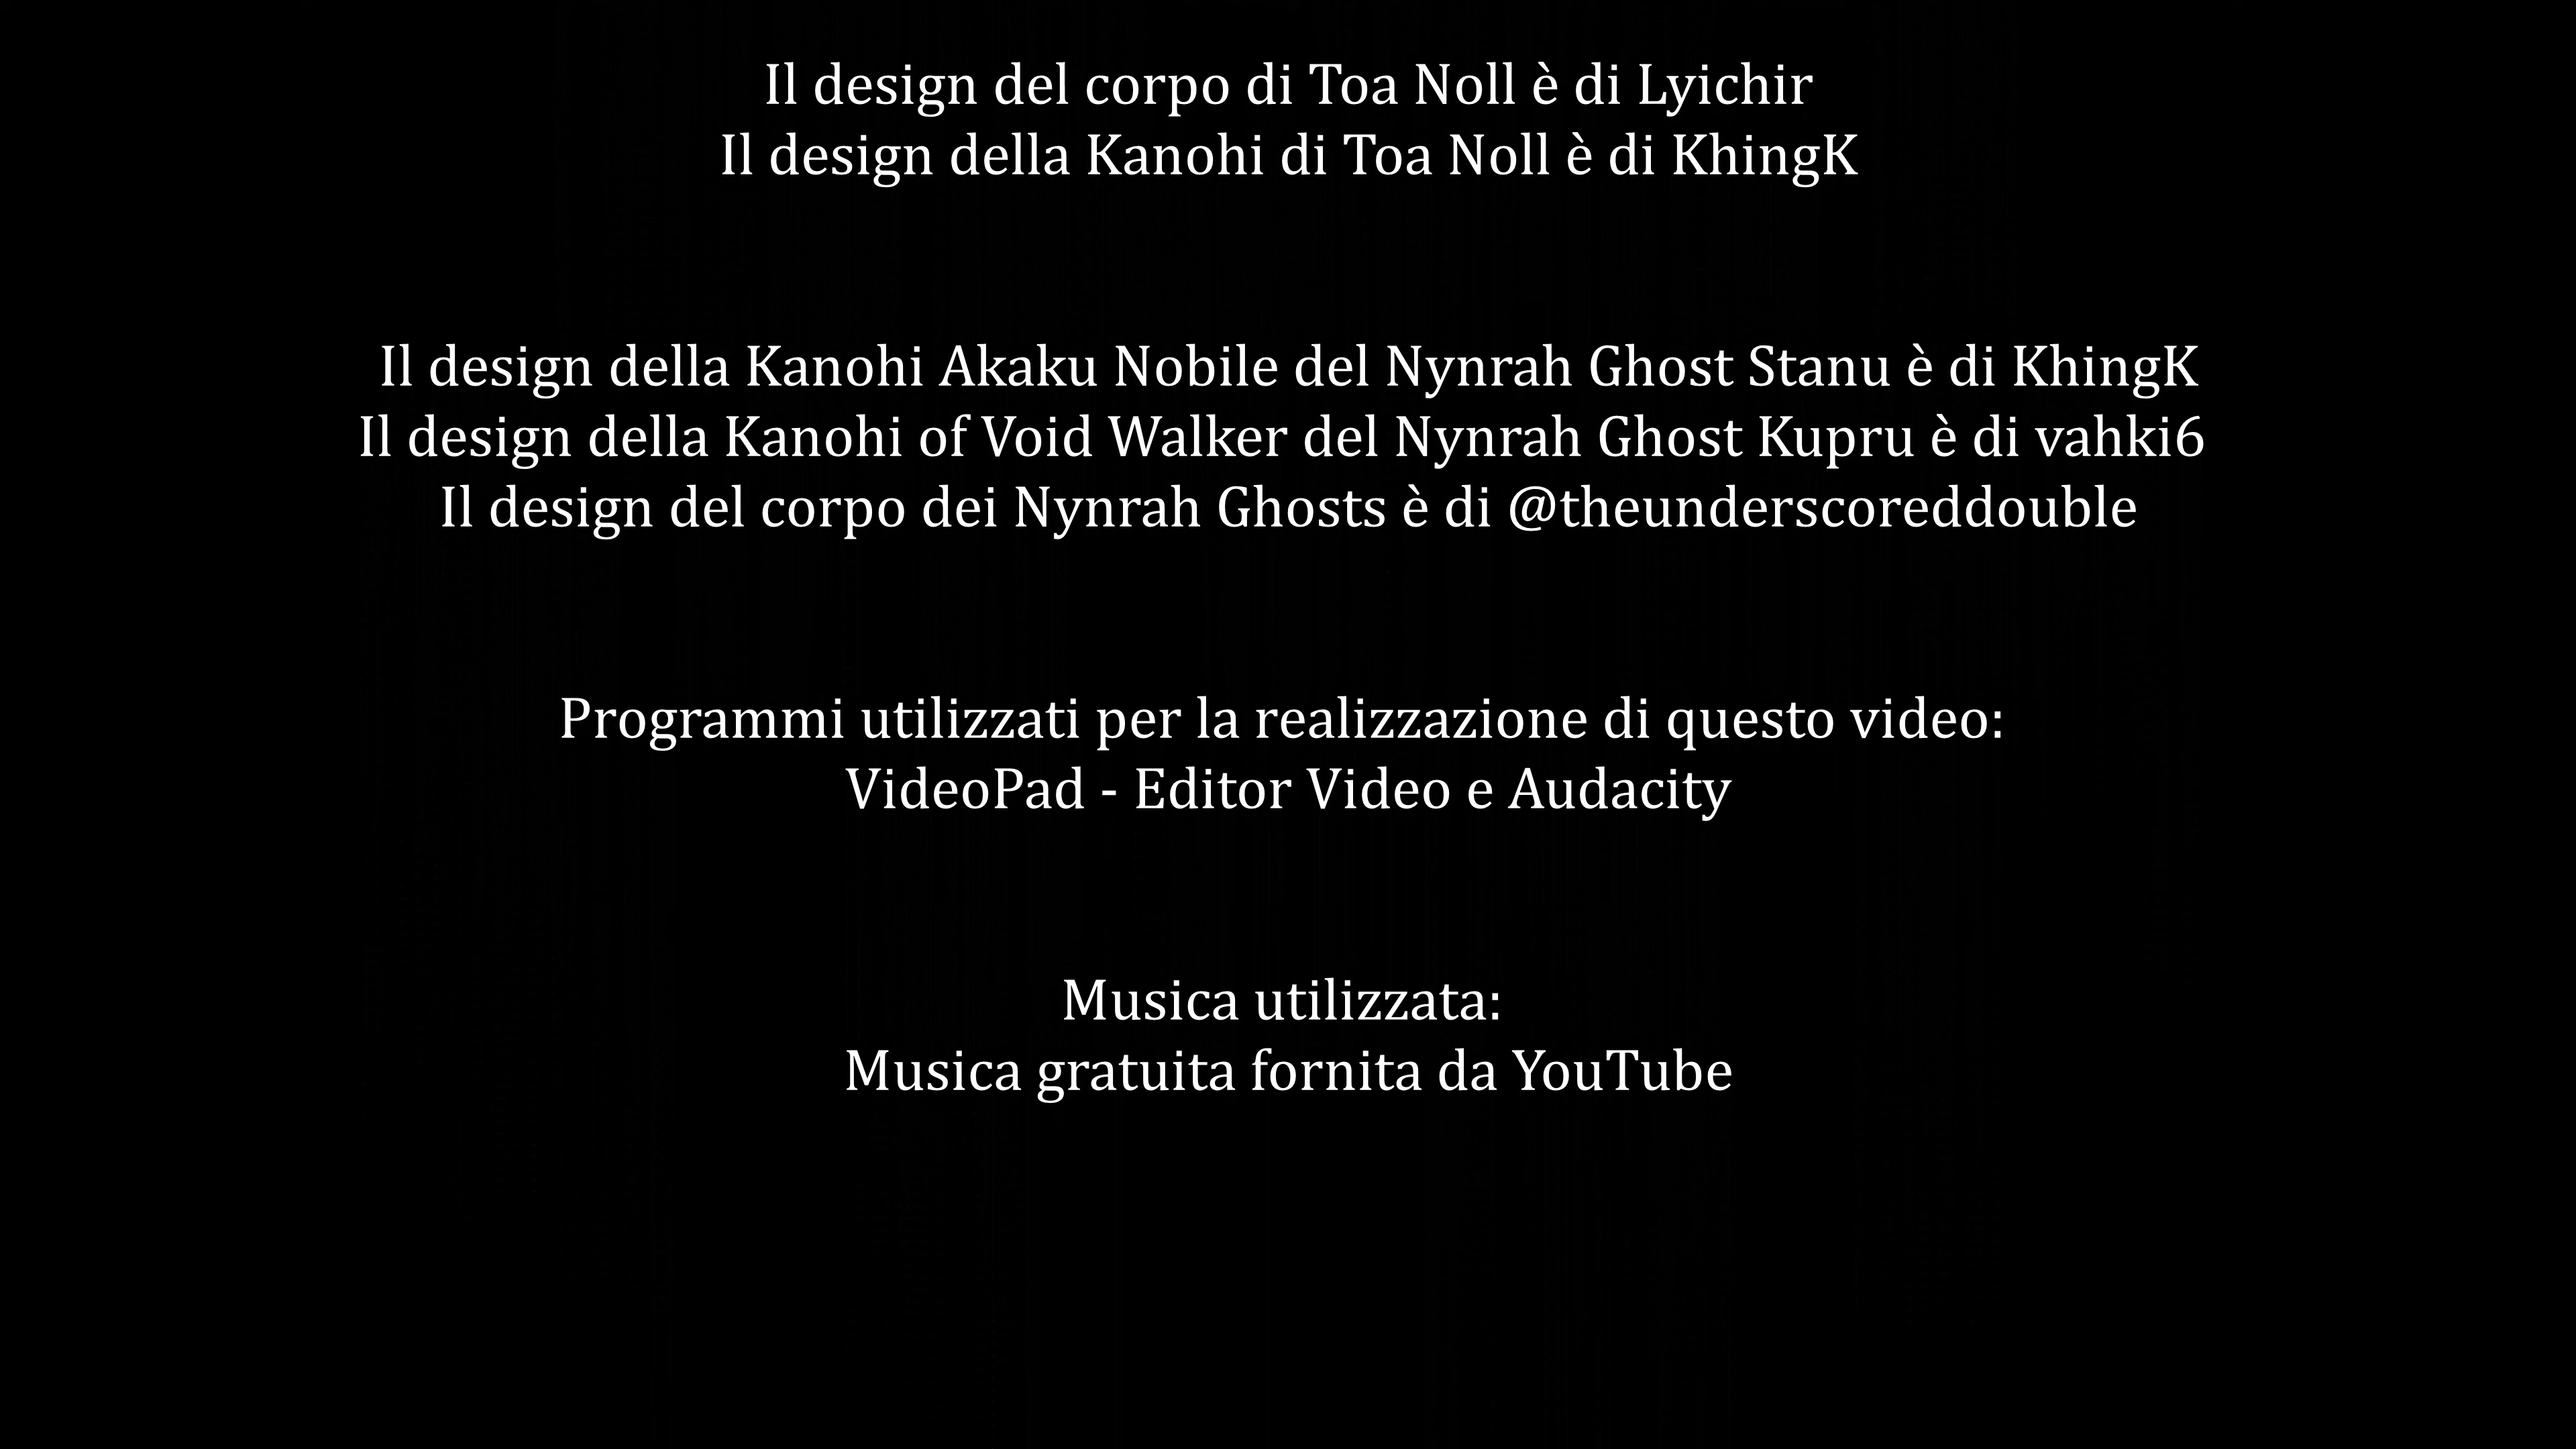 Il design del corpo di Toa Noll è di Lyichir
Il design della Kanohi di Toa Noll è di KhingK
Il design della Kanohi Akaku Nobile del Nynrah Ghost Stanu è di KhingK
Il design della Kanohi of Void Walker del Nynrah Ghost Kupru è di vahki6
Il design del corpo dei Nynrah Ghosts è di @theunderscoreddouble
Programmi utilizzati per la realizzazione di questo video:
VideoPad - Editor Video e Audacity
Musica utilizzata:
Musica gratuita fornita da YouTube